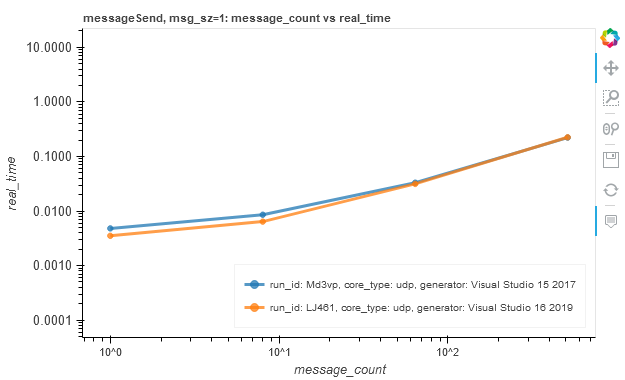 messageSend, msg_sz=1: message_count vs real_time
10.0000
1.0000
0.1000
0.0100
0.0010
0.0001
real_time
run_id: Md3vp, core_type: udp, generator: Visual Studio 15 2017
run_id: LJ461, core_type: udp, generator: Visual Studio 16 2019
10^0
10^1
10^2
message_count